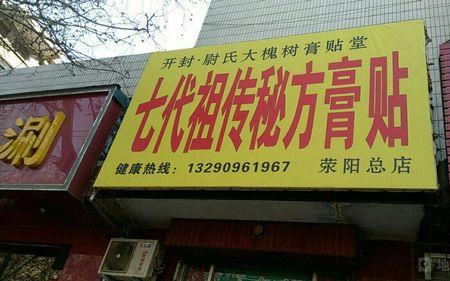 开封·尉氏大槐树膏贴堂
七代祖传秘方膏贴
健康热线：13290961967 荥阳总店
涮